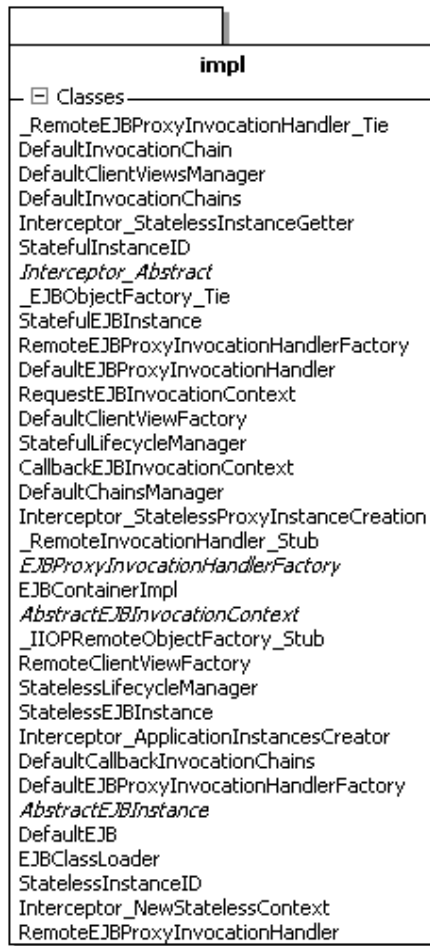 impl
Classes
_RemoteEJBProxyInvocationHandler_Tie
DefaultInvocationChain
DefaultClientViewsManager
DefaultInvocationChains
Interceptor_StatelessInstanceGetter
StatefulInstanceID
Interceptor_Abstract
_EJBObjectFactory_Tie
StatefulEJBInstance
RemoteEJBProxyInvocationHandlerFactory
DefaultEJBProxyInvocationHandler
RequestEJBInvocationContext
DefaultClientViewFactory
StatefulLifecycleManager
CallbackEJBInvocationContext
DefaultChainsManager
Interceptor_StatelessProxyInstanceCreation
_RemoteInvocationHandler_Stub
EJBProxyInvocationHandlerFactory
EJBContainerImpl
AbstractEJBInvocationContext
_IIOPRemoteObjectFactory_Stub
RemoteClientViewFactory
StatelessLifecycleManager
StatelessEJBInstance
Interceptor_ApplicationInstancesCreator
DefaultCallbackInvocationChains
DefaultEJBProxyInvocationHandlerFactory
AbstractEJBInstance
DefaultEJB
EJBClassLoader
StatelessInstanceID
Interceptor_NewStatelessContext
RemoteEJBProxyInvocationHandler